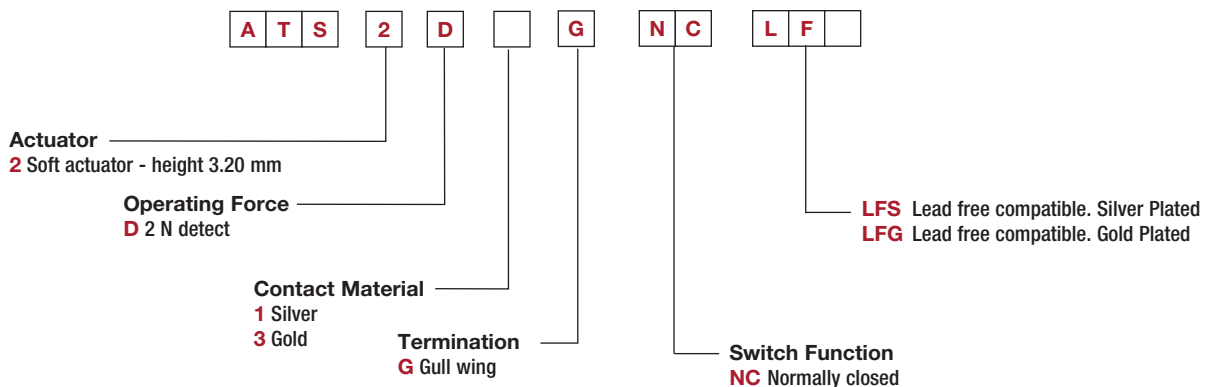 A T S 2 D G N C L F
Actuator
2 Soft actuator - height 3.20 mm
Operating Force
D 2 N detect
LFS Lead free compatible. Silver Plated
LFG Lead free compatible. Gold Plated
Contact Material
1 Silver
3 Gold
Termination
G Gull wing
Switch Function
NC Normally closed